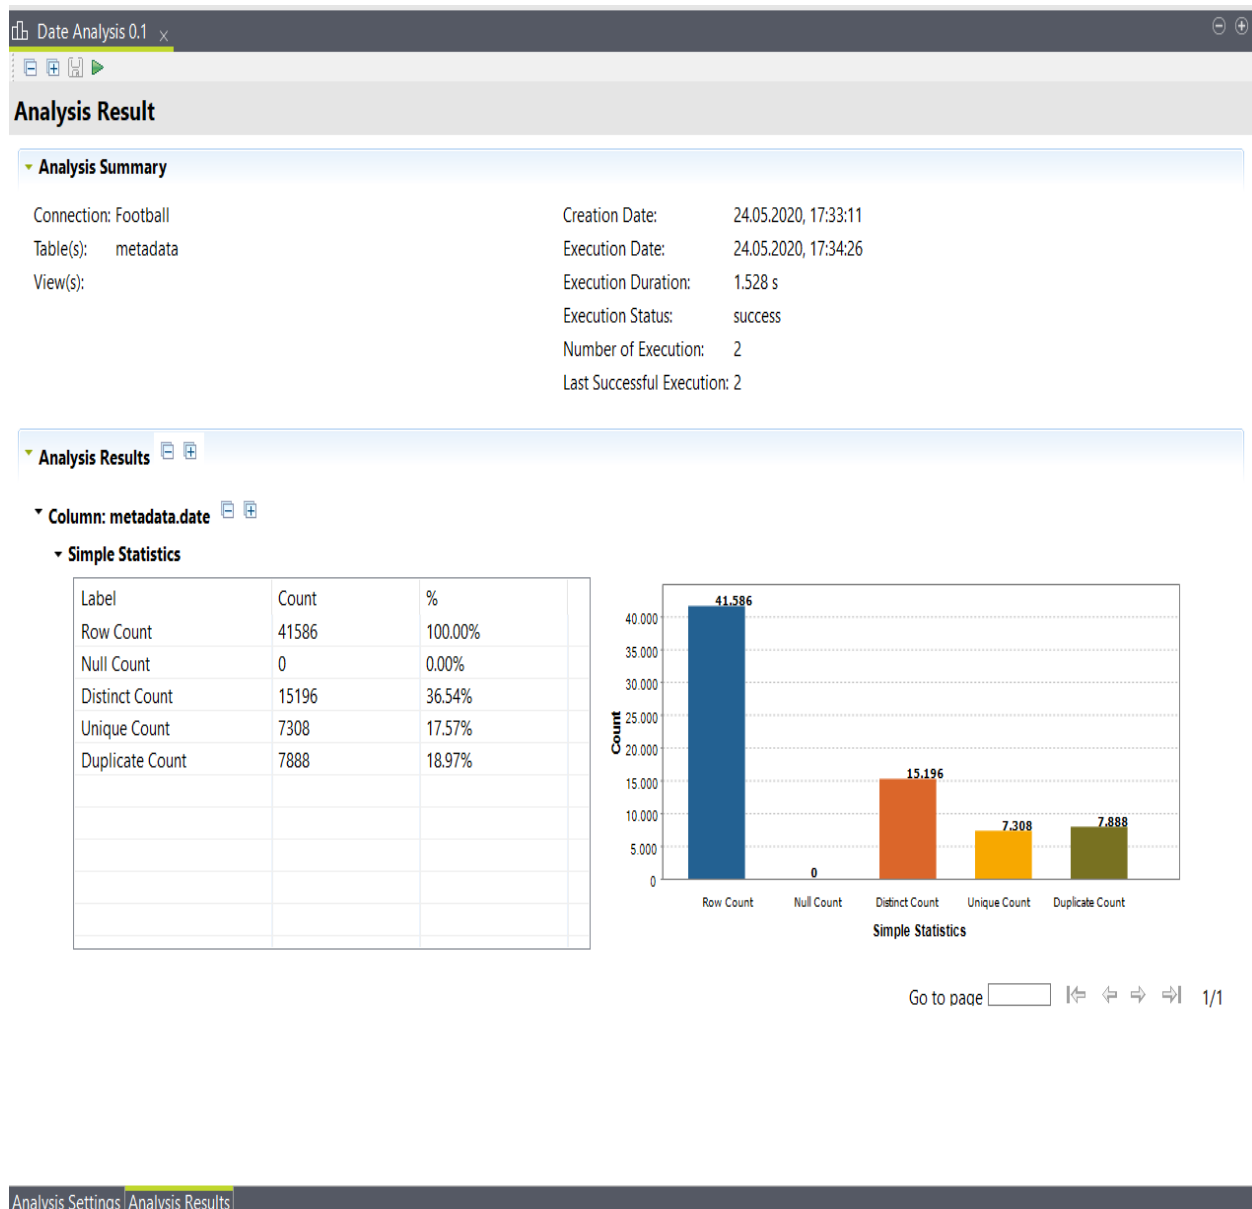 Date Analysis 0.1
Analysis Result
Analysis Summary
Connection: Football
Table(s): metadata
View(s):
Creation Date: 24.05.2020, 17:33:11
Execution Date: 24.05.2020, 17:34:26
Execution Duration: 1.528 s
Execution Status: success
Number of Execution: 2
Last Successful Execution: 2
Analysis Results
Column: metadata.date
Simple Statistics
Label Count %
Row Count 41586 100.00%
Null Count 0 0.00%
Distinct Count 15196 36.54%
Unique Count 7308 17.57%
Duplicate Count 7888 18.97%
Count
40.000
35.000
30.000
25.000
20.000
15.000
10.000
5.000
0
41.586
0
15.196
7.308
7.888
Row Count Null Count Distinct Count Unique Count Duplicate Count
Simple Statistics
Go to page 1/1
Analysis Settings Analysis Results